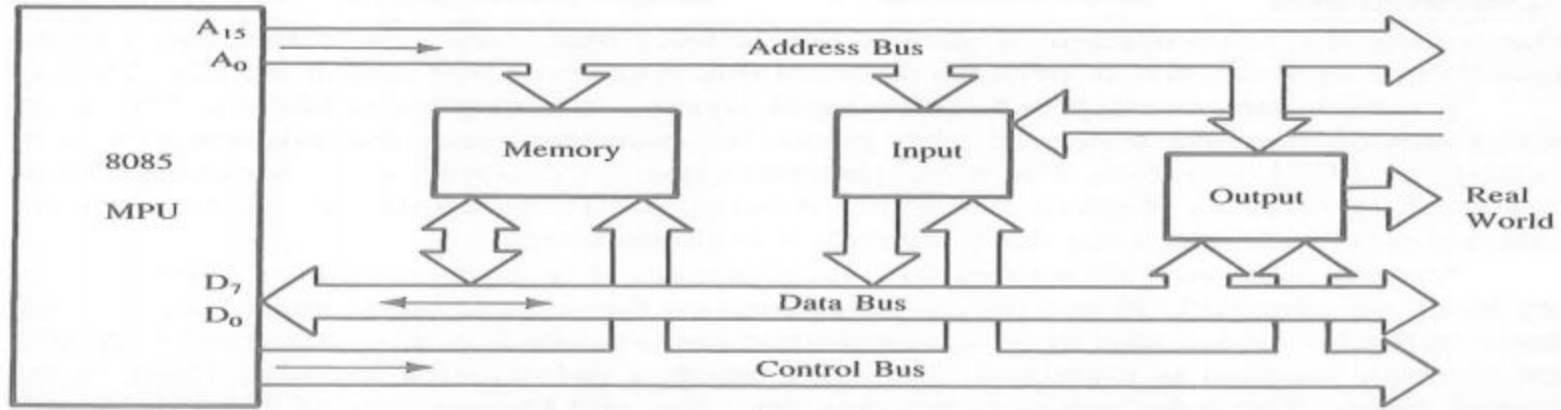 A15
A0
Address Bus
8085
MPU
Memory
Input
Output
Real
World
D7
D0
Data Bus
Control Bus